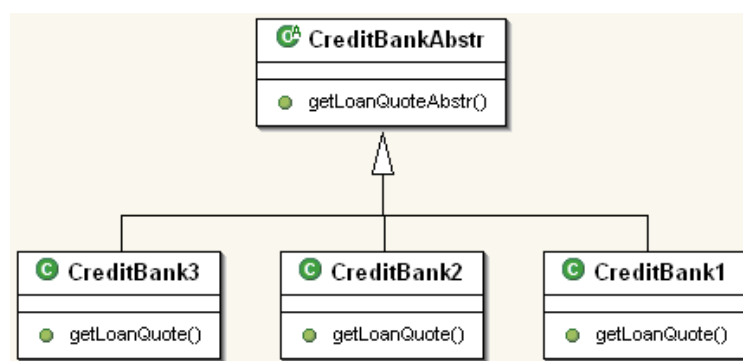 CreditBankAbstr
getLoanQuoteAbstr()
CreditBank3
getLoanQuote()
CreditBank2
getLoanQuote()
CreditBank1
getLoanQuote()